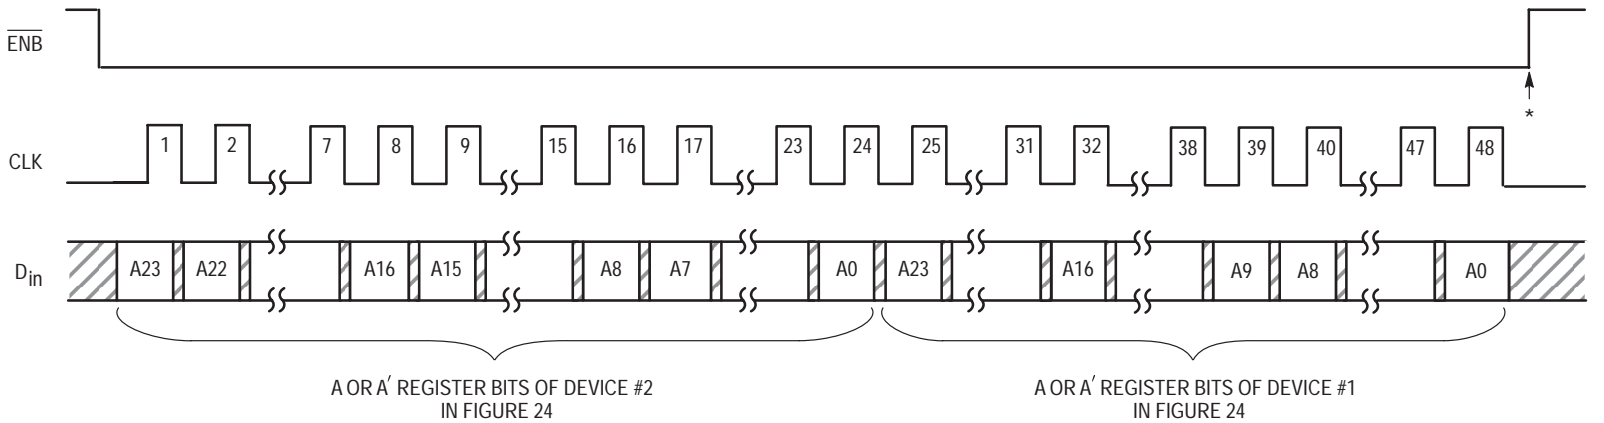 ENB
*
CLK 1 2 7 8 9 15 16 17 23 24 25 31 32 38 39 40 47 48
Din A23 A22 A16 A15 A8 A7 A0 A23 A16 A9 A8 A0
A OR A′ REGISTER BITS OF DEVICE #2
IN FIGURE 24
A OR A′ REGISTER BITS OF DEVICE #1
IN FIGURE 24